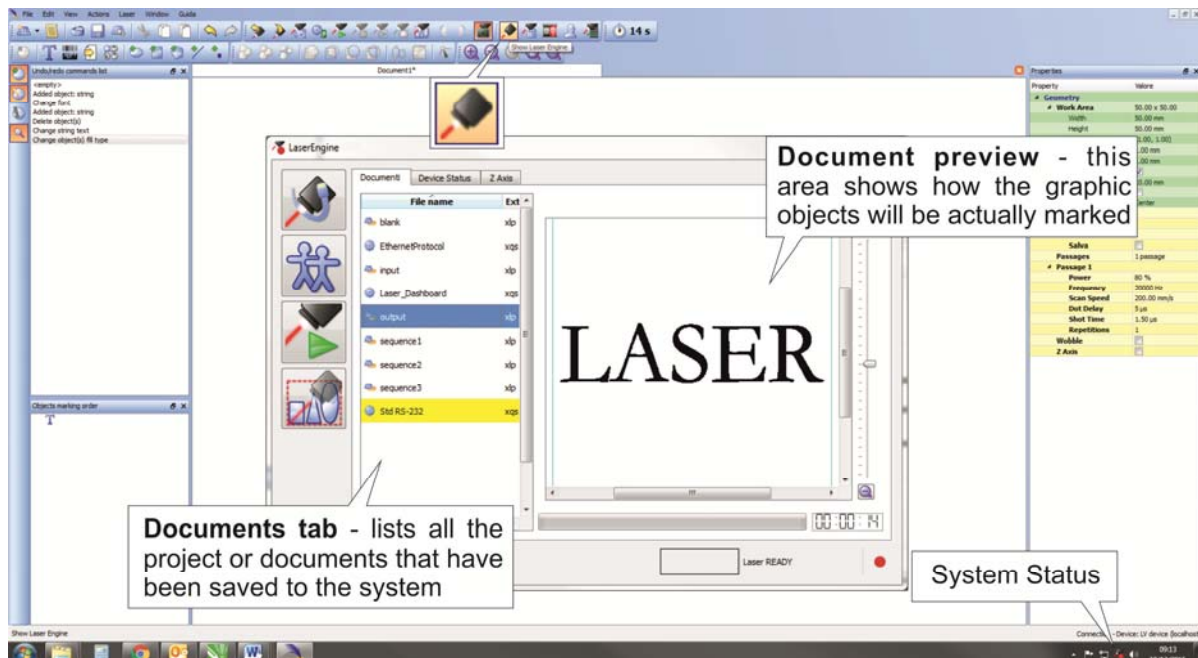 File Edit View Actions Laser Window Guida
14 s
Show Laser Engine
Undo/redo commands list
<empty>
Added object: string
Change font
Added object: string
Delete object(s)
Change string text
Change object(s) fill type
Objects marking order
T
Document1*
LaserEngine
Documenti Device Status Z Axis
File name Ext
blank xlp
EthernetProtocol xqs
input xlp
Laser_Dashboard xqs
output xlp
sequence1 xlp
sequence2 xlp
sequence3 xlp
Std RS-232 xqs
LASER
00:00:14
Laser READY
Document preview - this
area shows how the graphic
objects will be actually marked
Documents tab - lists all the
project or documents that have
been saved to the system
System Status
Properties
Property Valore
Geometry
Work Area 50.00 x 50.00
Width 50.00 mm
Height 50.00 mm
Salva
Passages 1 passage
Passage 1
Power 80 %
Frequency 20000 Hz
Scan Speed 200.00 mm/s
Dot Delay 5 µs
Shot Time 1.50 µs
Repetitions 1
Wobble
Z Axis
Show Laser Engine
Device: LV device (localhost
09:13